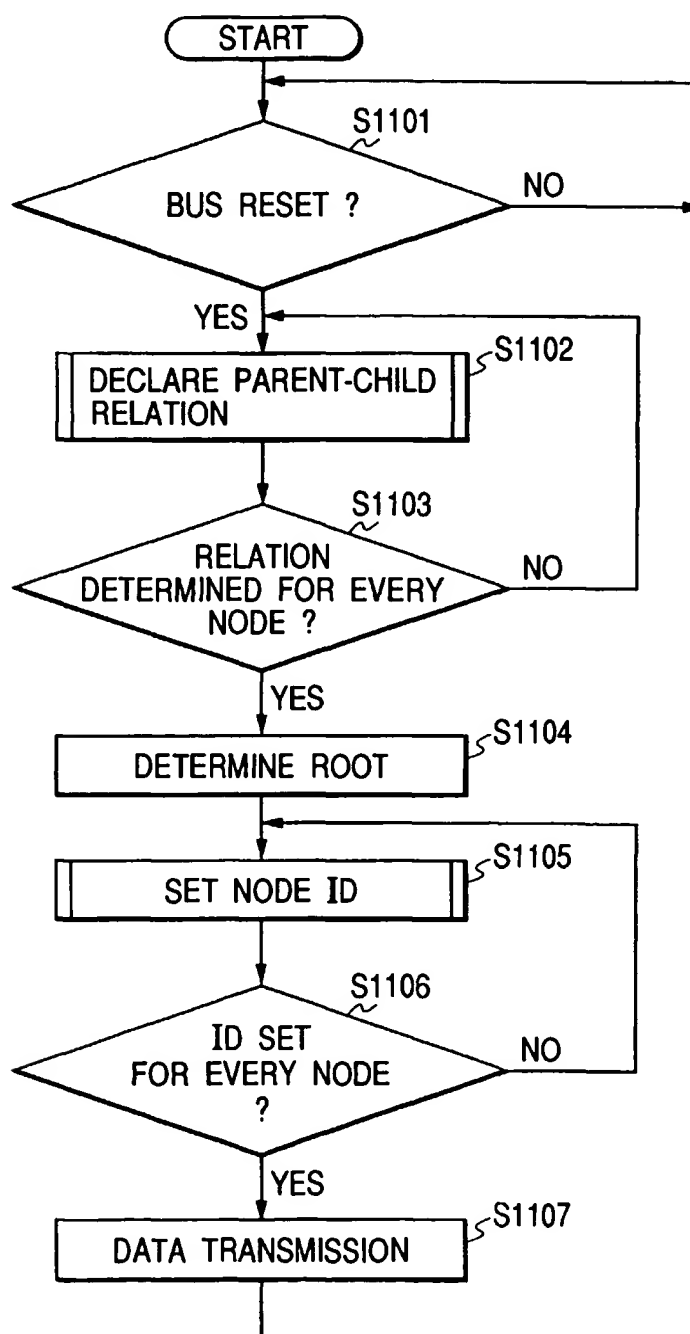 START
S1101
BUS RESET ?
NO
YES
S1102
DECLARE PARENT-CHILD
RELATION
S1103
RELATION
DETERMINED FOR EVERY
NODE ?
NO
YES
S1104
DETERMINE ROOT
S1105
SET NODE ID
S1106
ID SET
FOR EVERY NODE
?
NO
YES
S1107
DATA TRANSMISSION